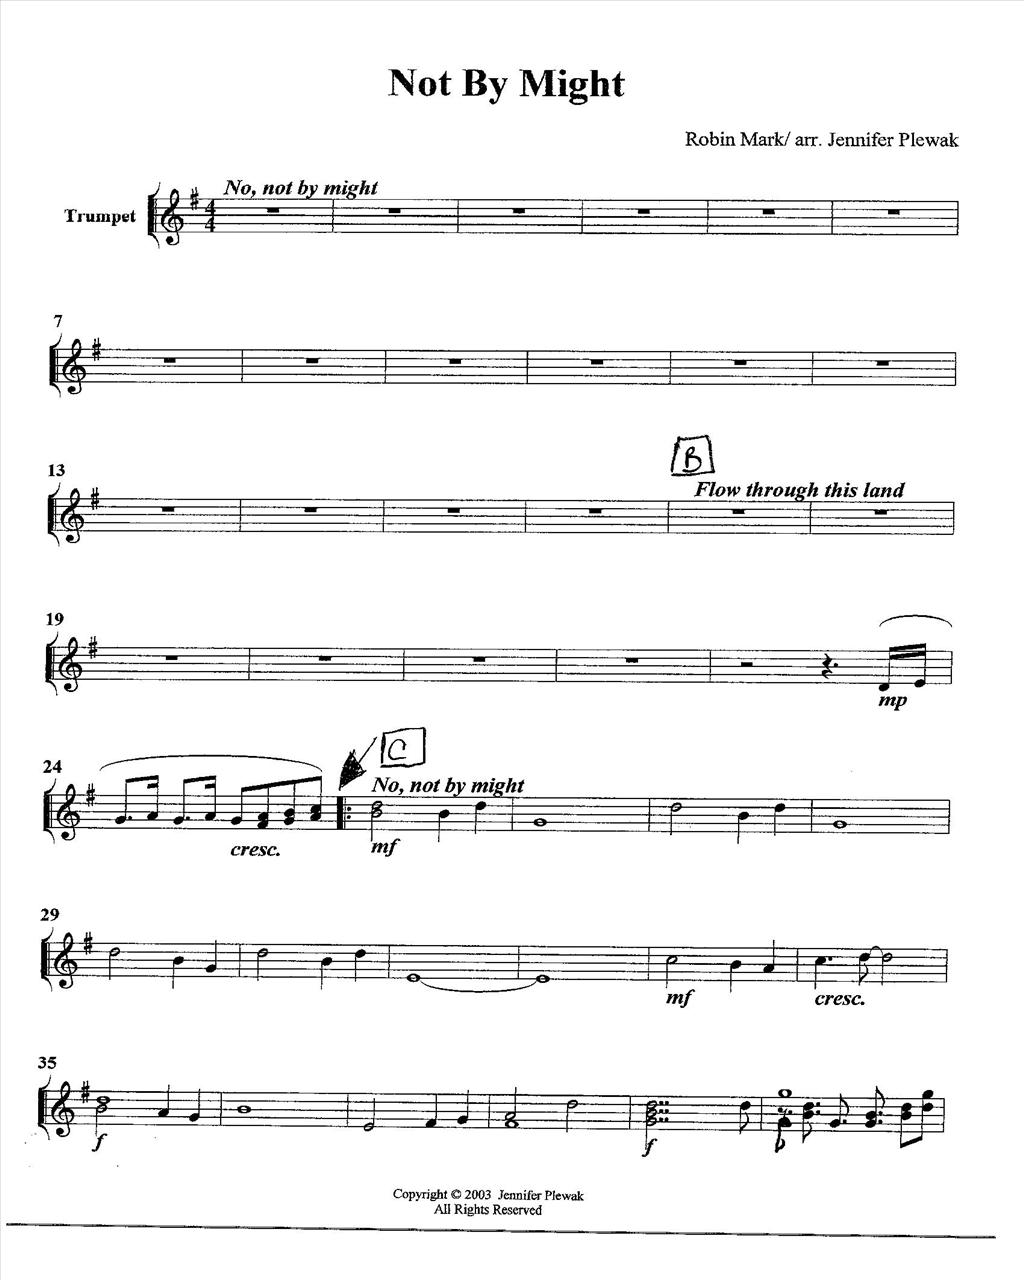 Not By Might
Robin Mark/ arr. Jennifer Plewak
No, not by might
Trumpet
4
4
7
B
13
Flow through this land
19
mp
C
24
No, not by might
cresc.
mf
29
mf
cresc.
35
f
f
Copyright © 2003 Jennifer Plewak
All Rights Reserved